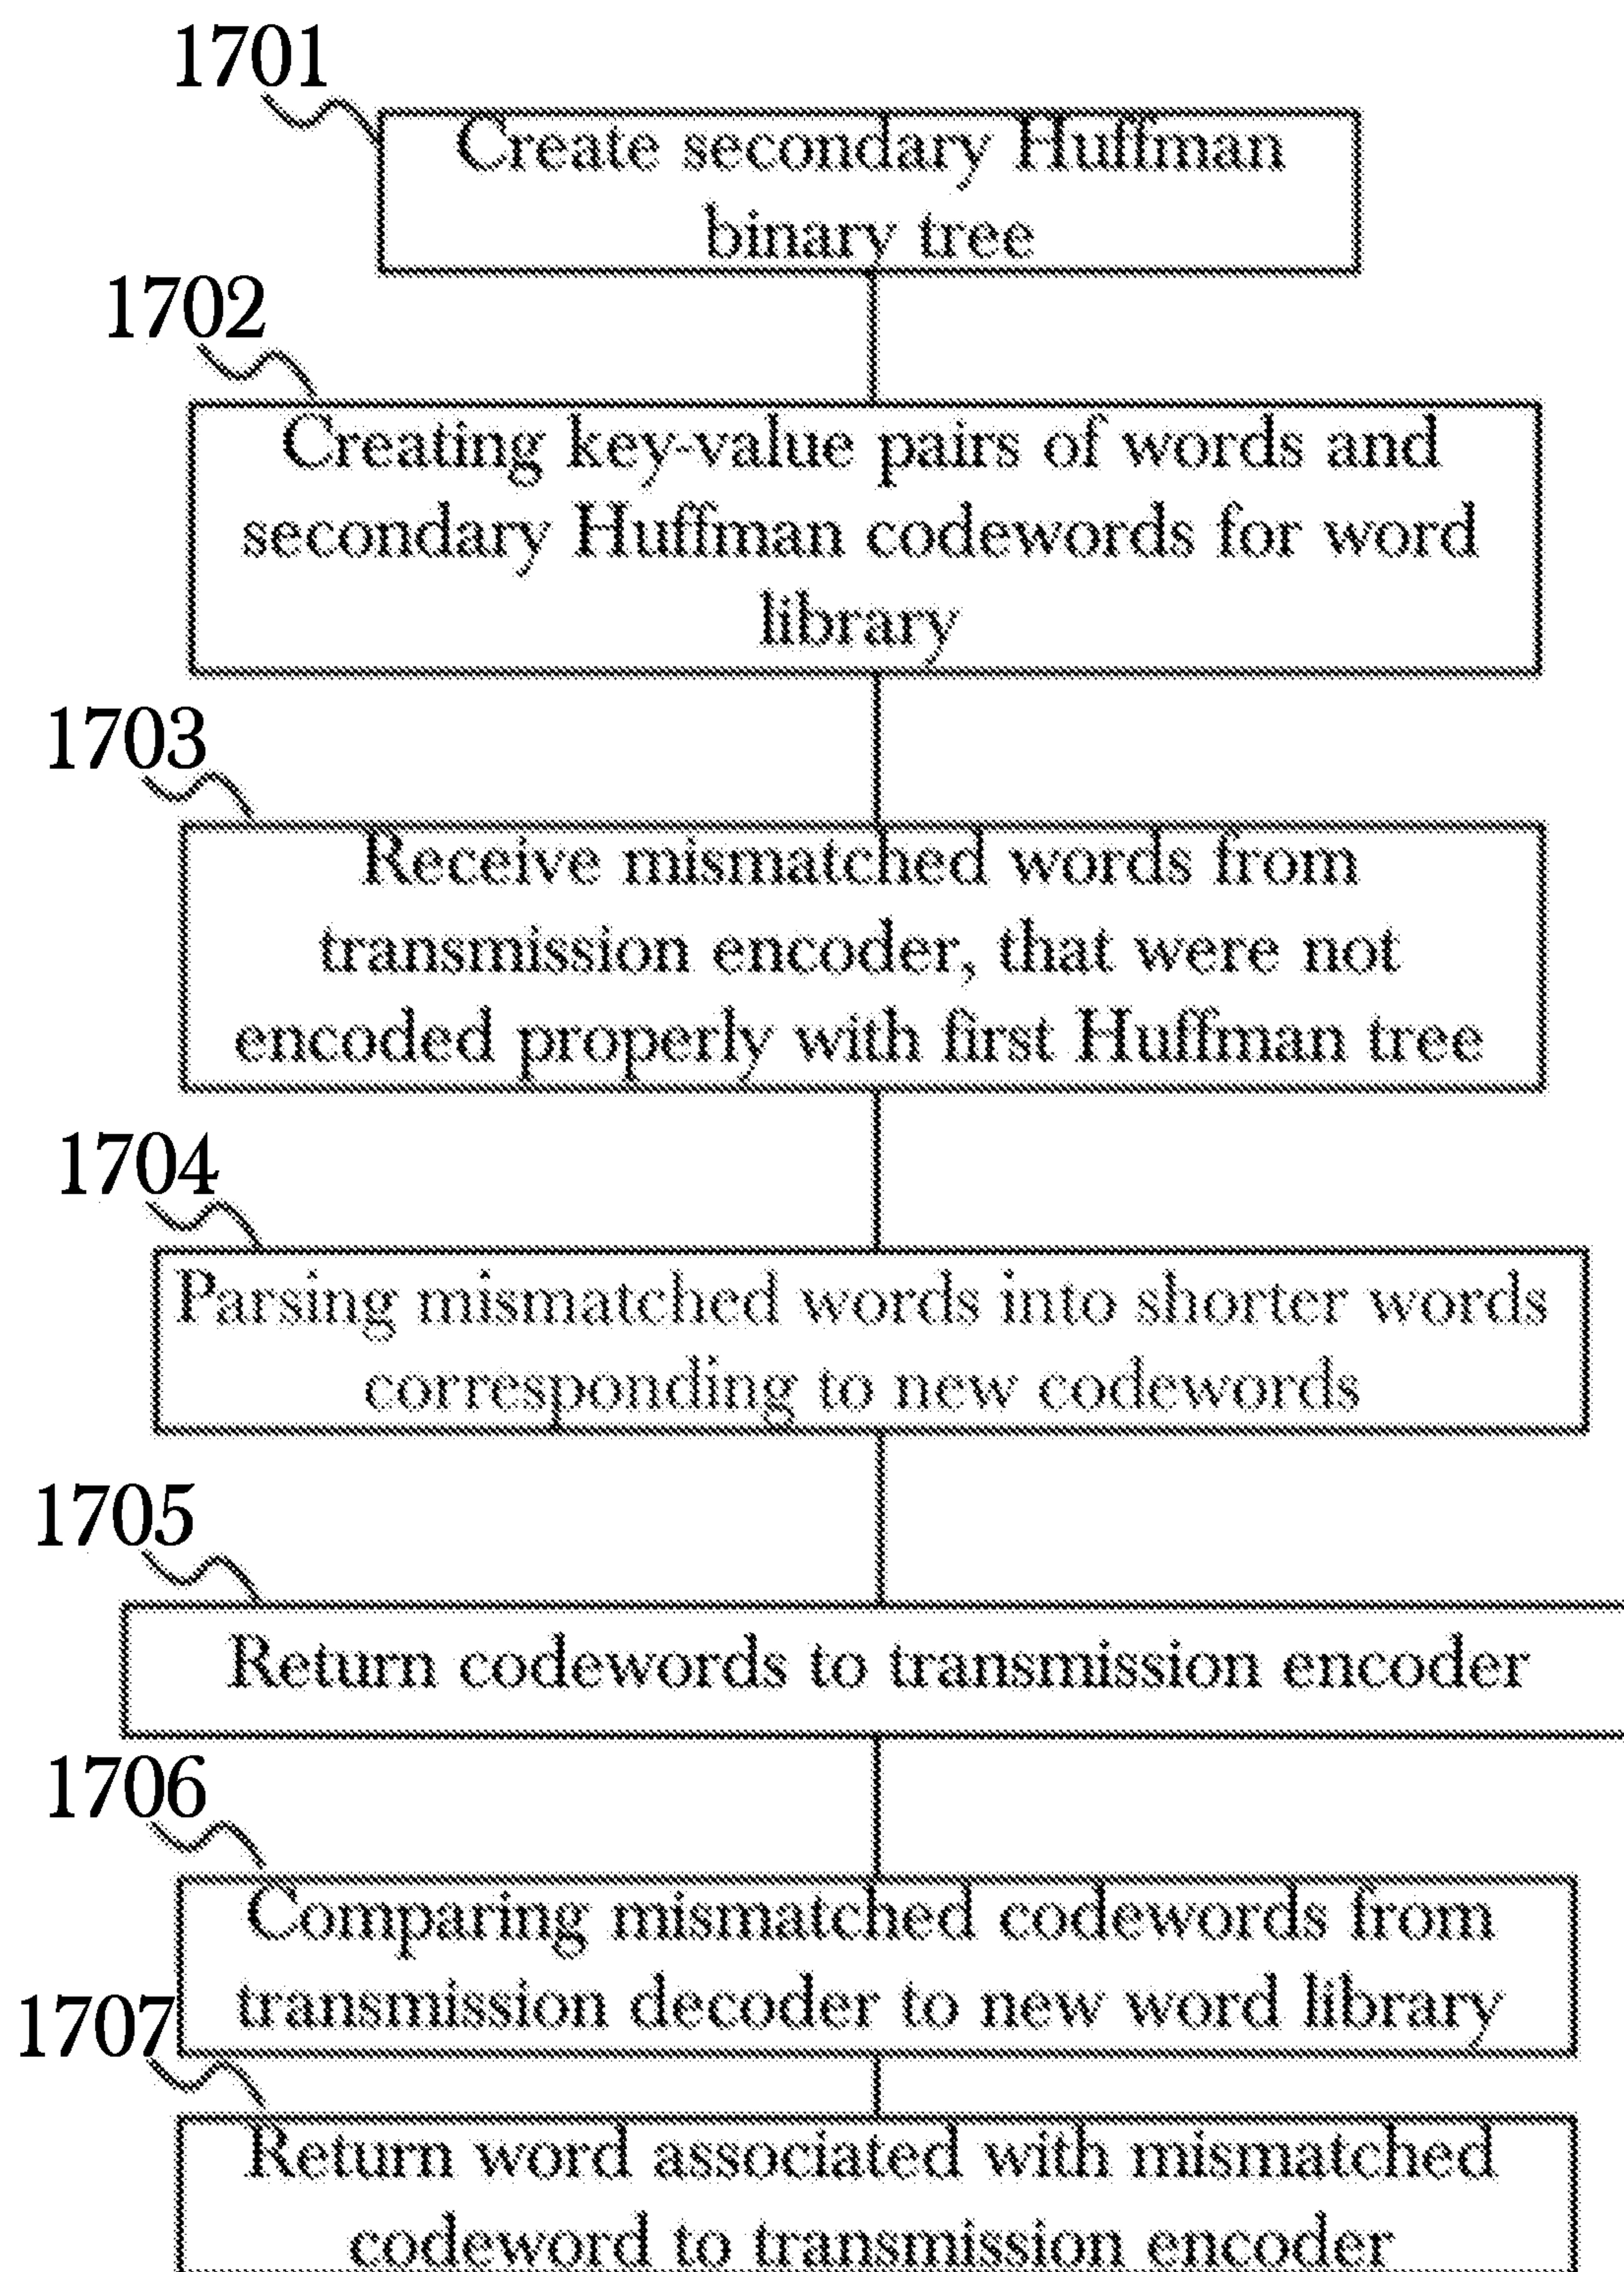 1701
Create secondary Huffman
binary tree
1702
Creating key-value pairs of words and
secondary Huffman codewords for word
library
1703
Receive mismatched words from
transmission encoder, that were not
encoded properly with first Huffman tree
1704
Parsing mismatched words into shorter words
corresponding to new codewords
1705
Return codewords to transmission encoder
1706
Comparing mismatched codewords from
transmission decoder to new word library
1707
Return word associated with mismatched
codeword to transmission encoder